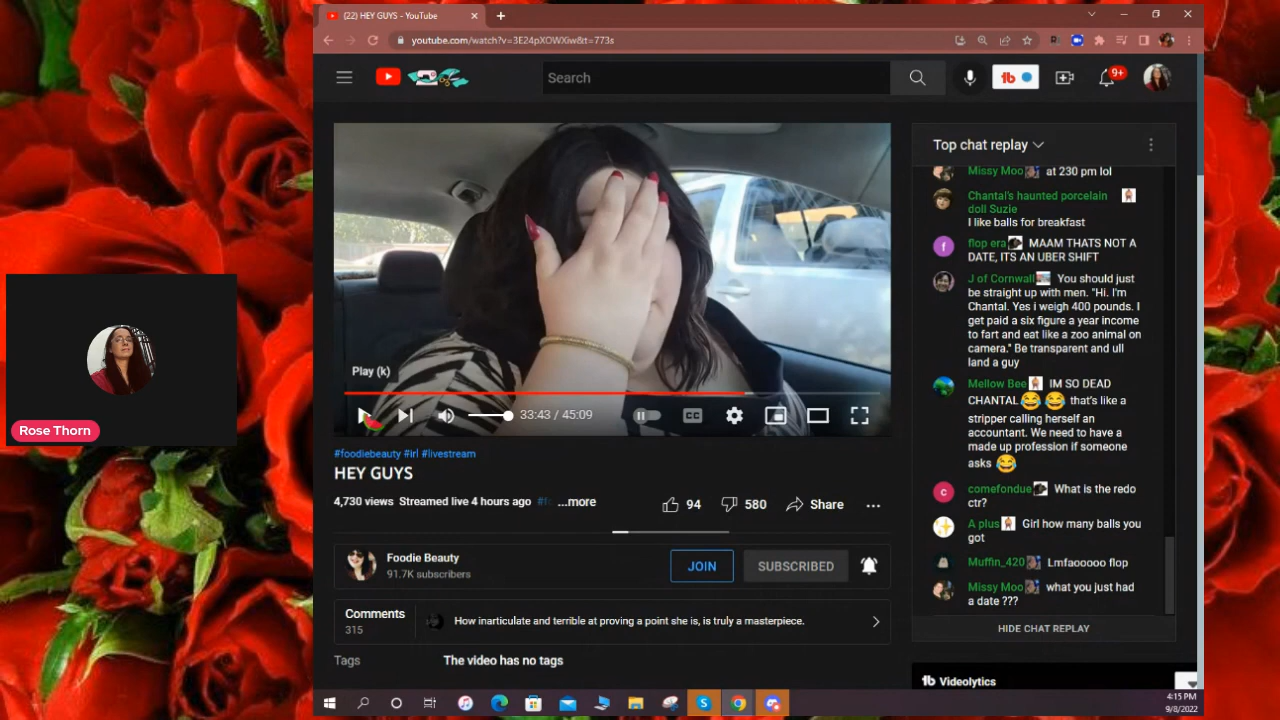 (22) HEY GUYS - YouTube
youtube.com/watch?v=3E24pXOWXiw&t=773s
Search
9+
Top chat replay
Missy Moo at 230 pm lol
Chantal's haunted porcelain
doll Suzie
I like balls for breakfast
flop era MAAM THATS NOT A
DATE, ITS AN UBER SHIFT
J of Cornwall You should just
be straight up with men. "Hi. I'm
Chantal. Yes i weigh 400 pounds. I
get paid a six figure a year income
to fart and eat like a zoo animal on
camera." Be transparent and ull
land a guy
Mellow Bee IM SO DEAD
CHANTAL😂😂 that's like a
stripper calling herself an
accountant. We need to have a
made up profession if someone
asks 😂
comefondue What is the redo
ctr?
A plus Girl how many balls you
got
Muffin_420 Lmfaooooo flop
Missy Moo what you just had
a date ???
HIDE CHAT REPLAY
Play (k)
33:43 / 45:09
CC
Rose Thorn
#foodiebeauty #irl #livestream
HEY GUYS
4,730 views Streamed live 4 hours ago ...more
94
580
Share
Foodie Beauty
91.7K subscribers
JOIN
SUBSCRIBED
Comments
315
How inarticulate and terrible at proving a point she is, is truly a masterpiece.
Tags
The video has no tags
Videolytics
4:15 PM
9/8/2022